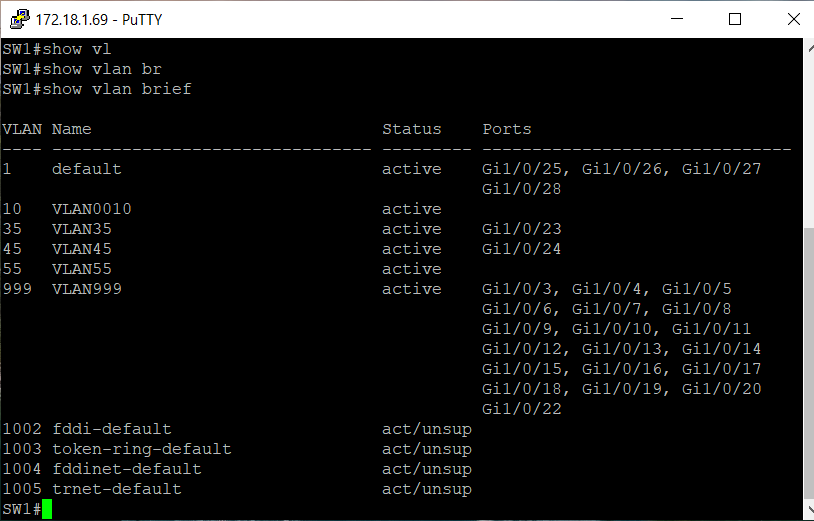 172.18.1.69 - PuTTY
SW1#show vl
SW1#show vlan br
SW1#show vlan brief
VLAN Name                             Status    Ports
---- -------------------------------- --------- -------------------------------
1    default                          active    Gi1/0/25, Gi1/0/26, Gi1/0/27
                                                Gi1/0/28
10   VLAN0010                         active
35   VLAN35                           active    Gi1/0/23
45   VLAN45                           active    Gi1/0/24
55   VLAN55                           active
999  VLAN999                          active    Gi1/0/3, Gi1/0/4, Gi1/0/5
                                                Gi1/0/6, Gi1/0/7, Gi1/0/8
                                                Gi1/0/9, Gi1/0/10, Gi1/0/11
                                                Gi1/0/12, Gi1/0/13, Gi1/0/14
                                                Gi1/0/15, Gi1/0/16, Gi1/0/17
                                                Gi1/0/18, Gi1/0/19, Gi1/0/20
                                                Gi1/0/22
1002 fddi-default                     act/unsup
1003 token-ring-default               act/unsup
1004 fddinet-default                  act/unsup
1005 trnet-default                    act/unsup
SW1#